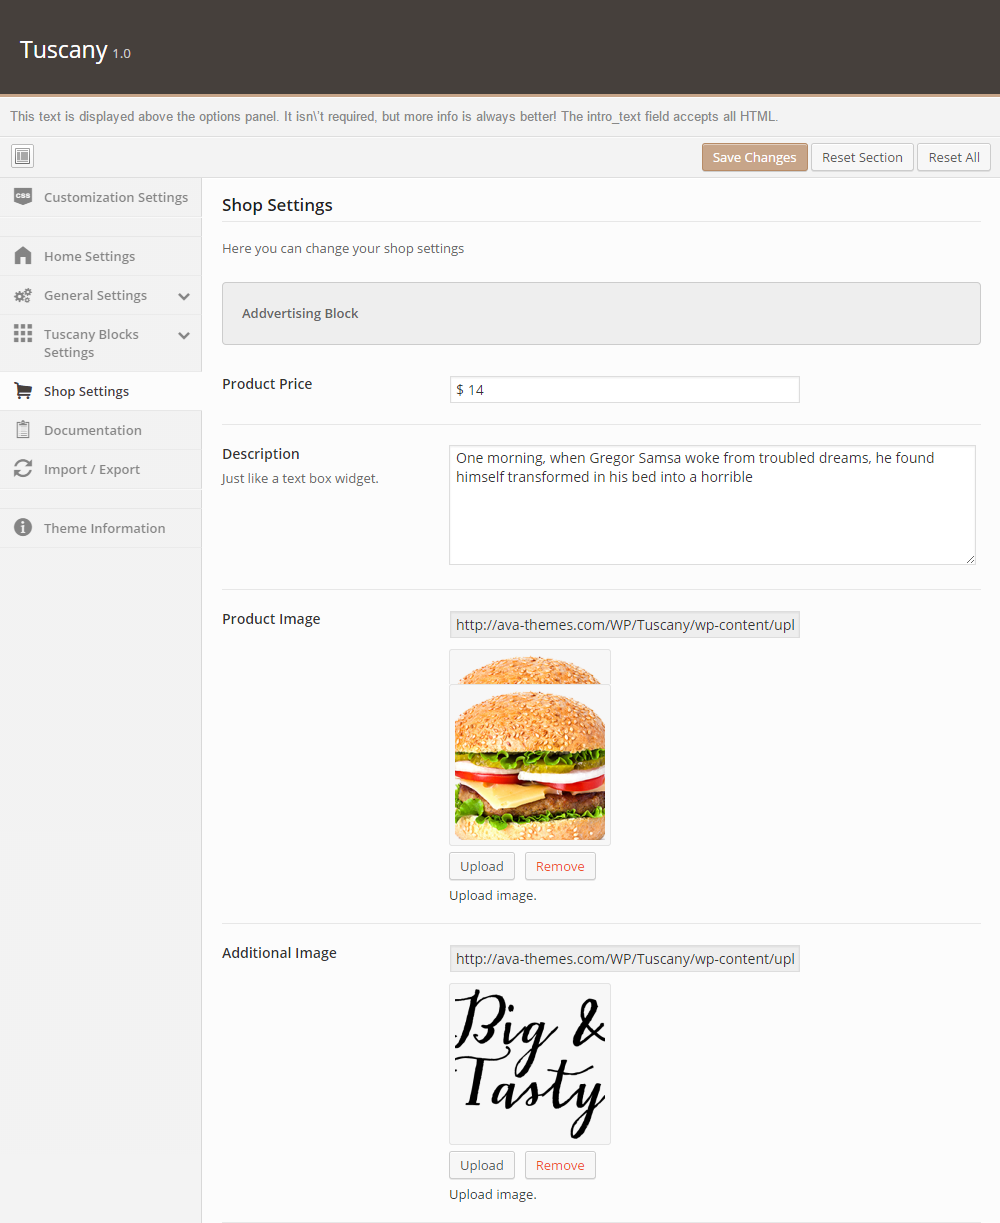 Tuscany 1.0
This text is displayed above the options panel. It isn\'t required, but more info is always better! The intro_text field accepts all HTML.
Save Changes
Reset Section
Reset All
CSS
Customization Settings
Home Settings
General Settings
Tuscany Blocks
Settings
Shop Settings
Documentation
Import / Export
Theme Information
Shop Settings
Here you can change your shop settings
Addvertising Block
Product Price
$ 14
Description
Just like a text box widget.
One morning, when Gregor Samsa woke from troubled dreams, he found
himself transformed in his bed into a horrible
Product Image
http://ava-themes.com/WP/Tuscany/wp-content/upl
Upload
Remove
Upload image.
Additional Image
http://ava-themes.com/WP/Tuscany/wp-content/upl
Big &
Tasty
Upload
Remove
Upload image.